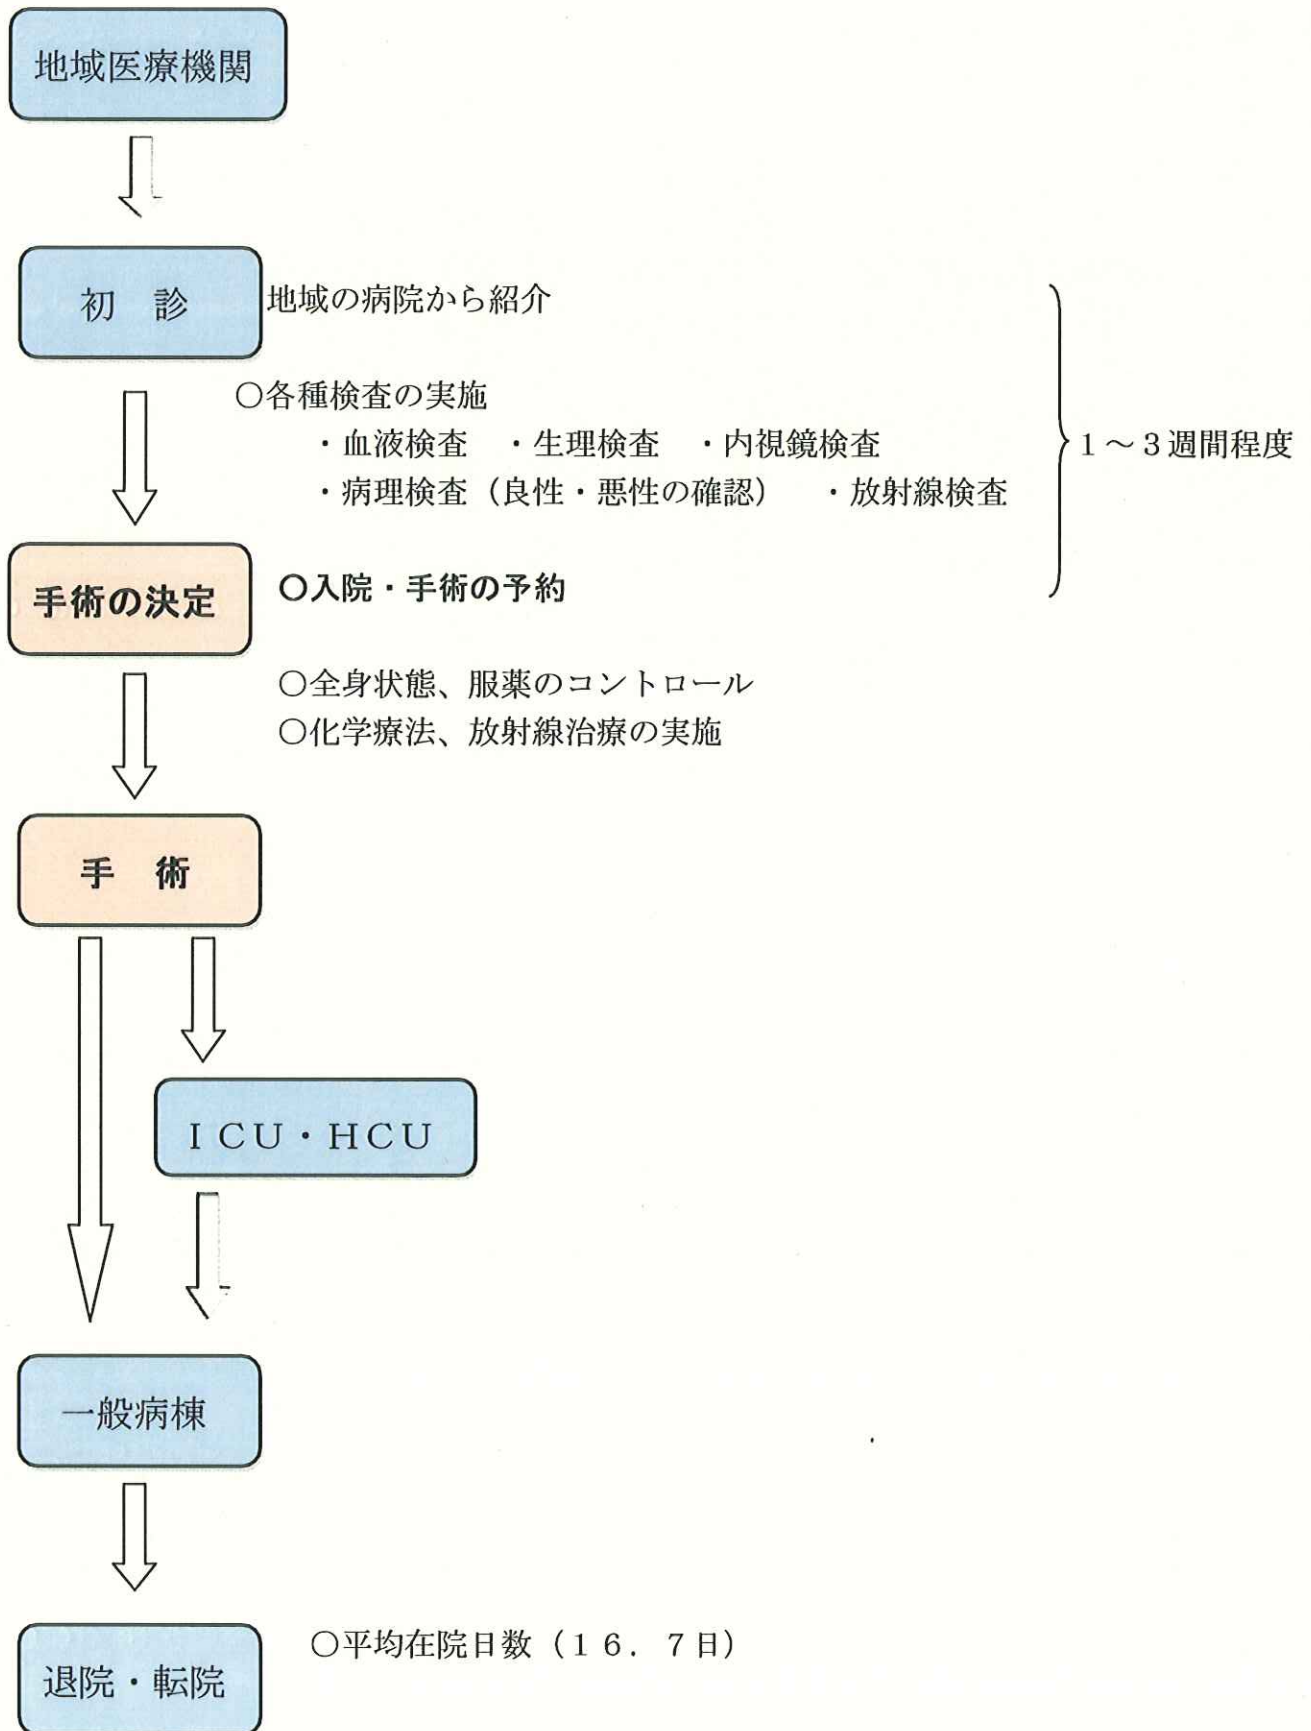 地域医療機関
初　診
地域の病院から紹介
○各種検査の実施
・血液検査　・生理検査　・内視鏡検査
・病理検査（良性・悪性の確認）　・放射線検査
１～３週間程度
手術の決定
○入院・手術の予約
○全身状態、服薬のコントロール
○化学療法、放射線治療の実施
手　術
ＩＣＵ・ＨＣＵ
一般病棟
退院・転院
○平均在院日数（１６．７日）